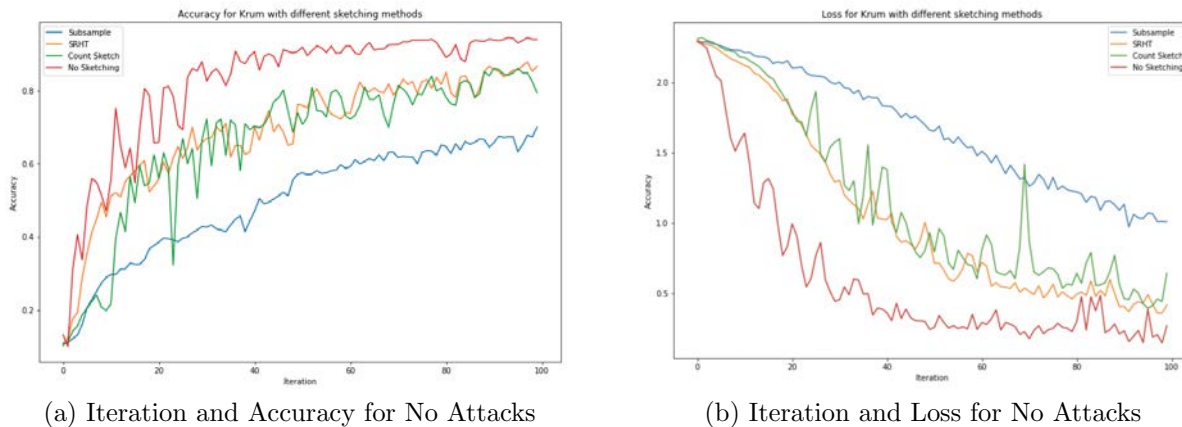 Accuracy for Krum with different sketching methods
Subsample
SRHT
Count Sketch
No Sketching
Accuracy
0.8
0.6
0.4
0.2
0 20 40 60 80 100
Iteration
(a) Iteration and Accuracy for No Attacks
Loss for Krum with different sketching methods
Subsample
SRHT
Count Sketch
No Sketching
Accuracy
2.0
1.5
1.0
0.5
0 20 40 60 80 100
Iteration
(b) Iteration and Loss for No Attacks